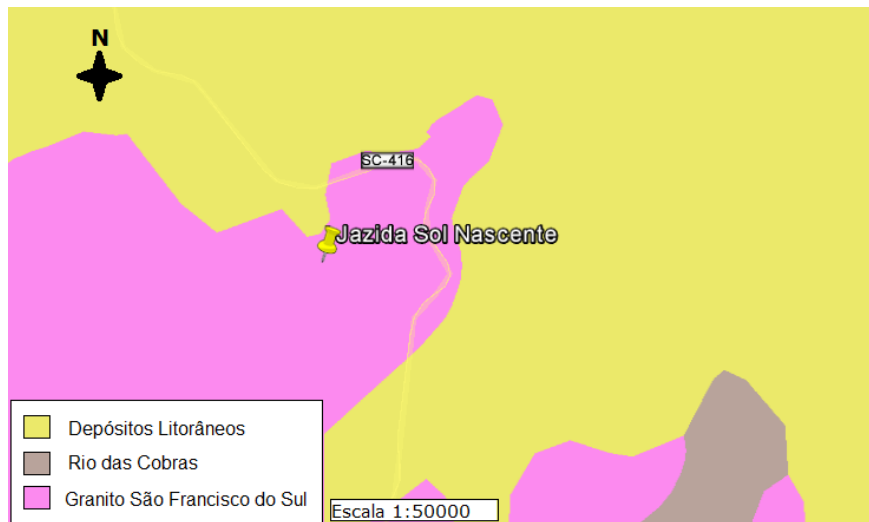 N
SC-416
Jazida Sol Nascente
Depósitos Litorâneos
Rio das Cobras
Granito São Francisco do Sul
Escala 1:50000